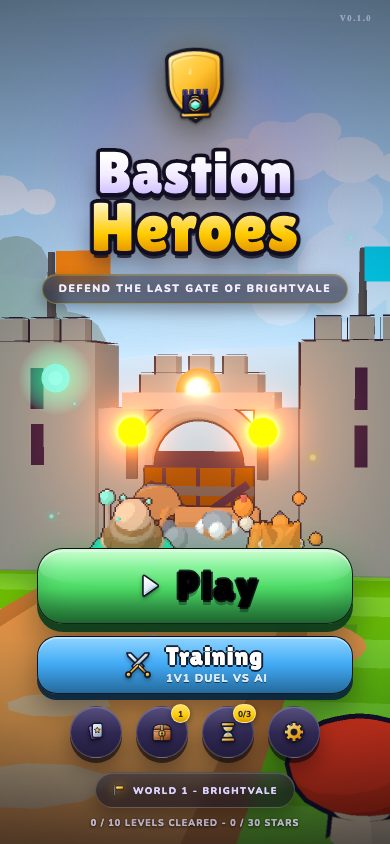 V0.1.0
Bastion
Heroes
DEFEND THE LAST GATE OF BRIGHTVALE
Play
Training
1V1 DUEL VS AI
1
0/3
WORLD 1 - BRIGHTVALE
0 / 10 LEVELS CLEARED - 0 / 30 STARS